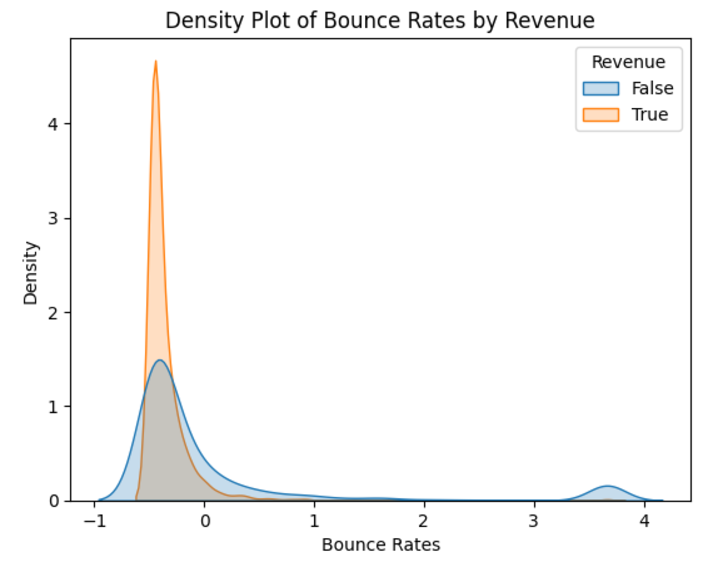 Density Plot of Bounce Rates by Revenue
Revenue
False
True
4
3
2
1
0
Density
−1
0
1
2
3
4
Bounce Rates